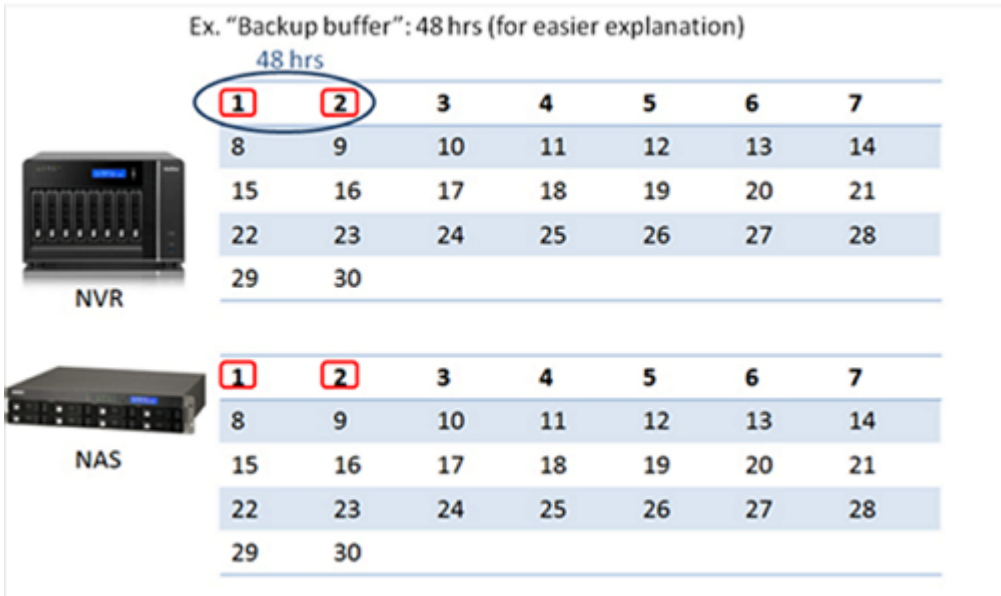 Ex. “Backup buffer”: 48 hrs (for easier explanation)
48 hrs
1 2 3 4 5 6 7
8 9 10 11 12 13 14
15 16 17 18 19 20 21
22 23 24 25 26 27 28
29 30
NVR
1 2 3 4 5 6 7
8 9 10 11 12 13 14
NAS
15 16 17 18 19 20 21
22 23 24 25 26 27 28
29 30